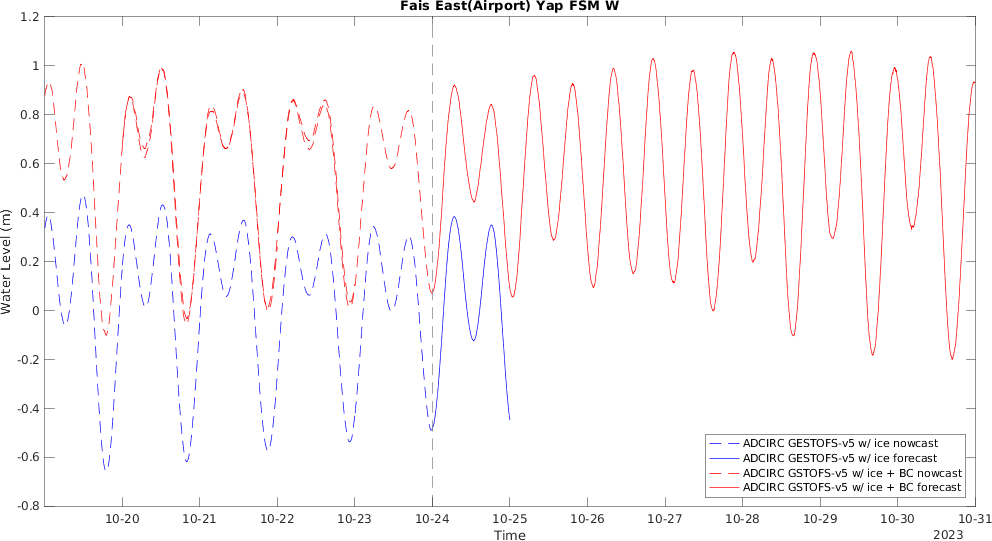 Fais East(Airport) Yap FSM W
1.2
1
0.8
0.6
0.4
0.2
0
-0.2
-0.4
-0.6
-0.8
Water Level (m)
10-20 10-21 10-22 10-23 10-24 10-25 10-26 10-27 10-28 10-29 10-30 10-31
Time
2023
ADCIRC GESTOFS-v5 w/ ice nowcast
ADCIRC GESTOFS-v5 w/ ice forecast
ADCIRC GSTOFS-v5 w/ ice + BC nowcast
ADCIRC GSTOFS-v5 w/ ice + BC forecast